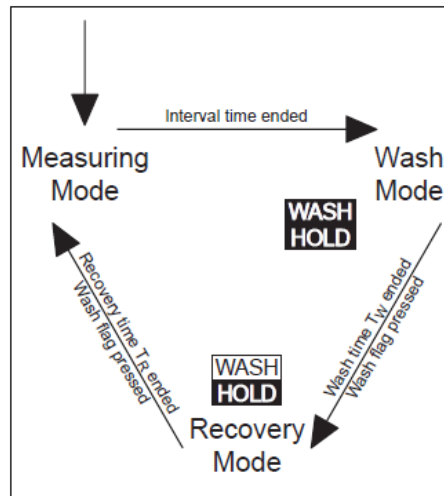 Interval time ended
Measuring
Mode
Wash
Mode
WASH
HOLD
Recovery time TR ended
Wash flag pressed
Wash time TW ended
Wash flag pressed
WASH
HOLD
Recovery
Mode